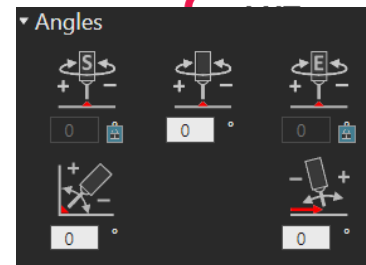 Angles
S E
+ - + - + -
0 0 ° 0
+ - - +
0 ° 0 °